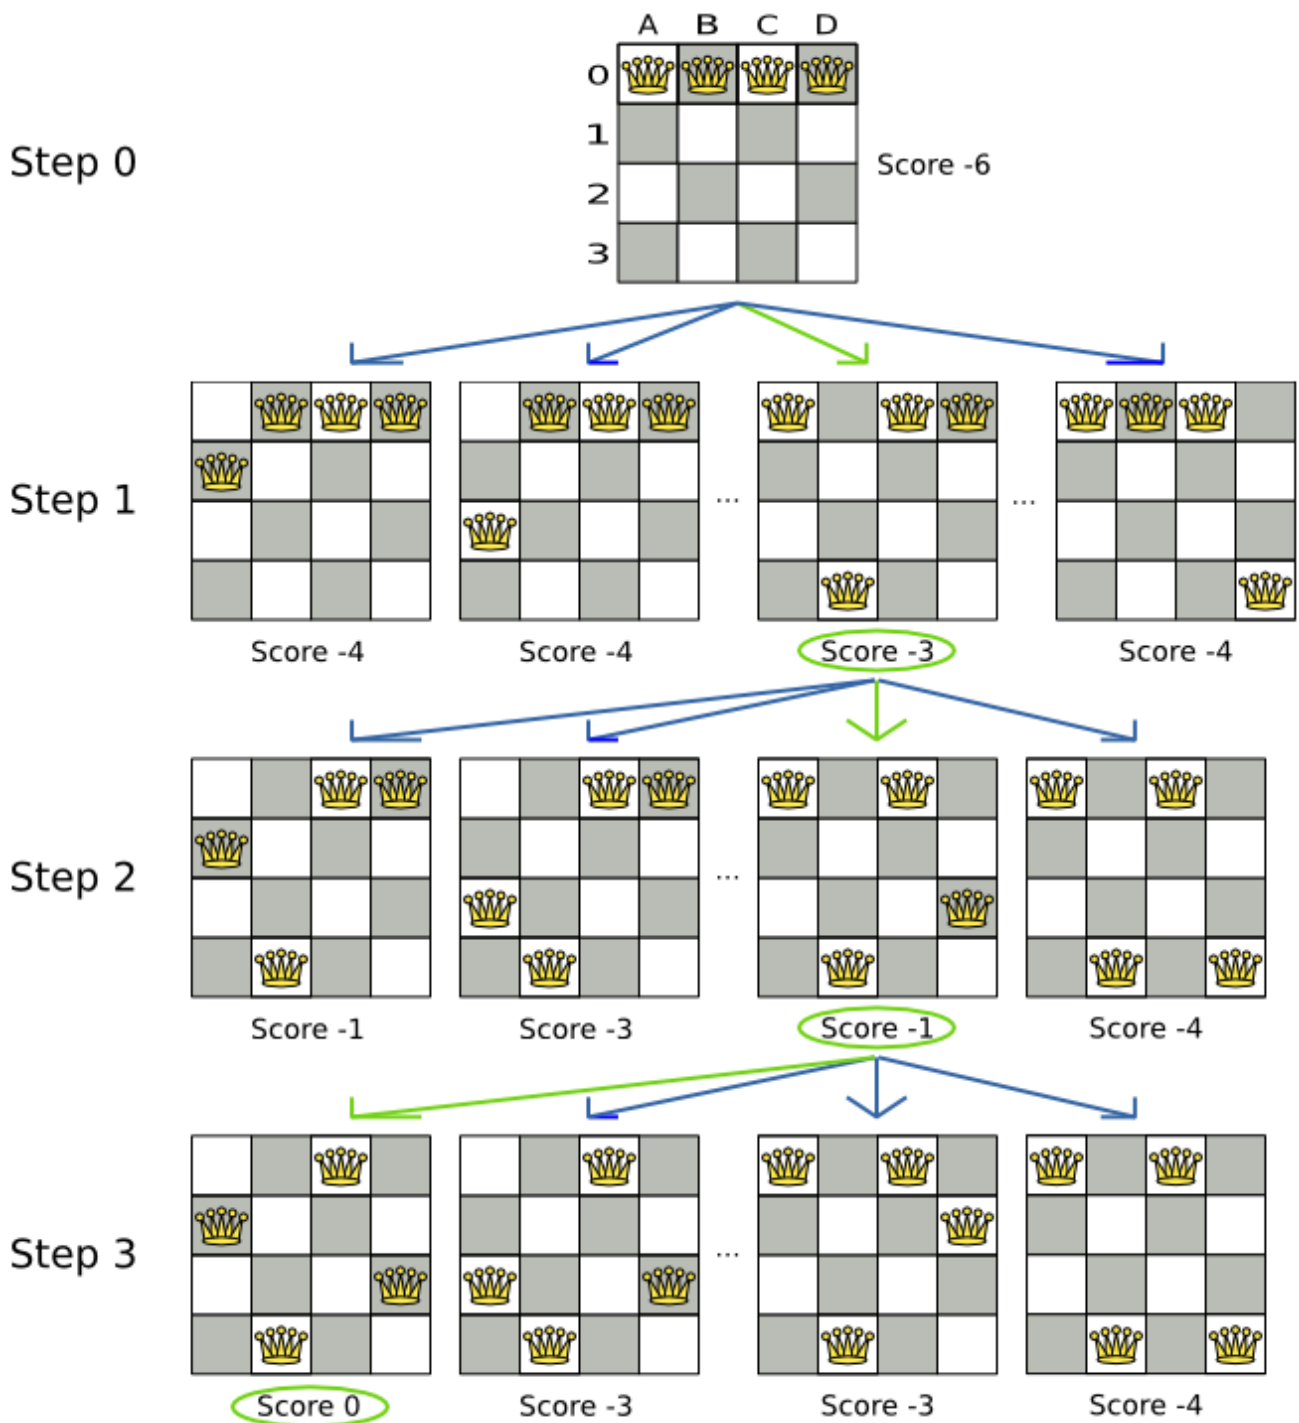 A B C D
0
1
2
3
Step 0
Score -6
Step 1
...
...
Score -4
Score -4
Score -3
Score -4
Step 2
...
Score -1
Score -3
Score -1
Score -4
Step 3
...
Score 0
Score -3
Score -3
Score -4